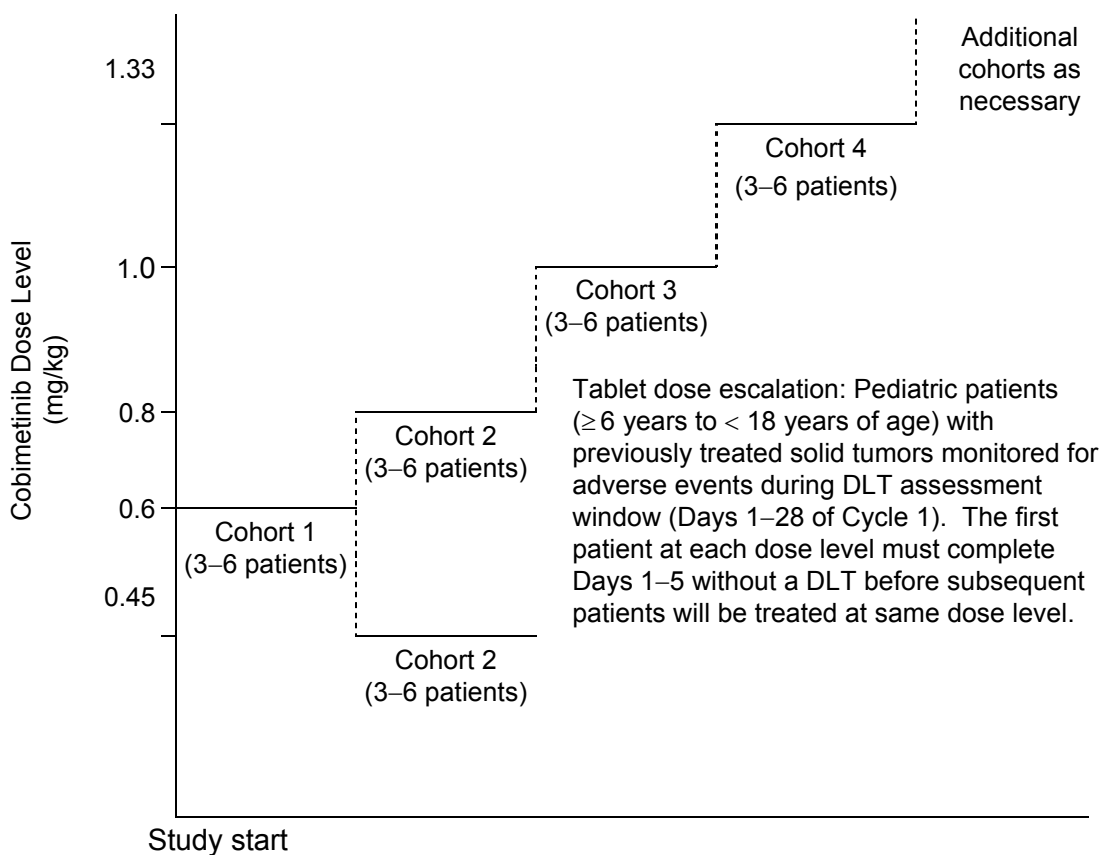 Additional
cohorts as
necessary
1.33
Cohort 4
(3–6 patients)
1.0
Cohort 3
(3–6 patients)
Cobimetinib Dose Level
(mg/kg)
0.8
Cohort 2
(3–6 patients)
Tablet dose escalation: Pediatric patients
(≥ 6 years to < 18 years of age) with
previously treated solid tumors monitored for
adverse events during DLT assessment
window (Days 1–28 of Cycle 1).  The first
patient at each dose level must complete
Days 1–5 without a DLT before subsequent
patients will be treated at same dose level.
0.6
Cohort 1
(3–6 patients)
0.45
Cohort 2
(3–6 patients)
Study start